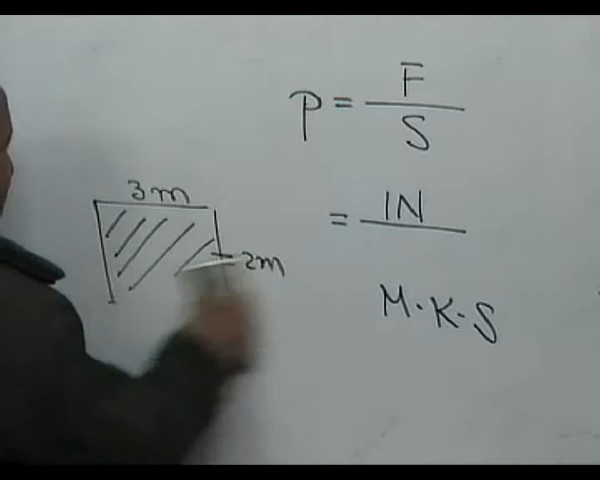 P = F / S
= 1N
3m
2m
M.K.S